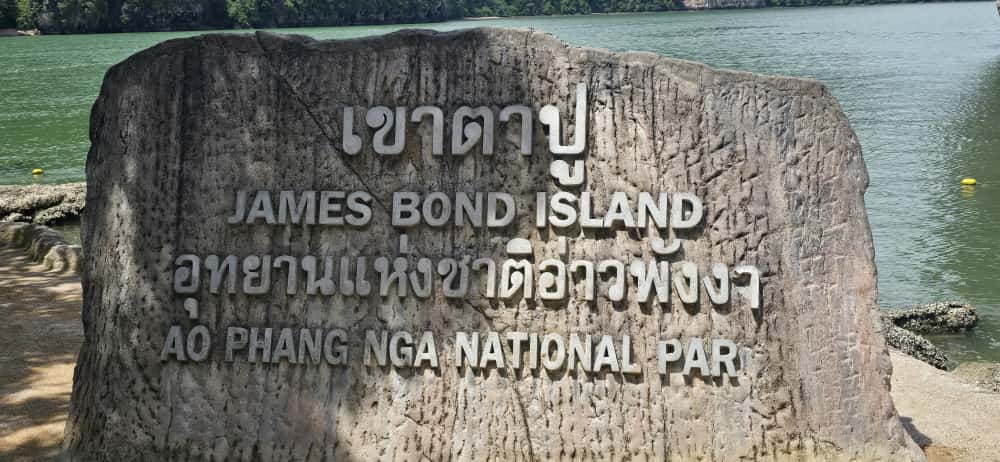 เขาตาปู
JAMES BOND ISLAND
อุทยานแห่งชาติอ่าวพังงา
AO PHANG NGA NATIONAL PAR